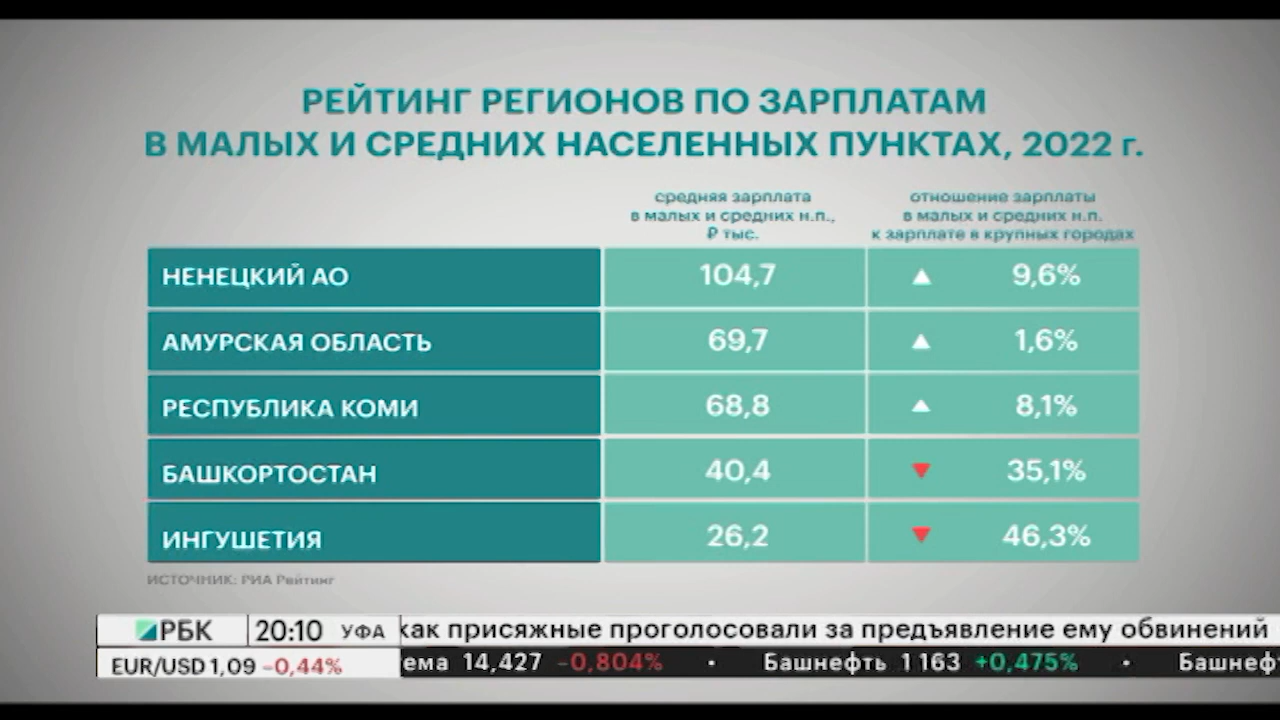 РЕЙТИНГ РЕГИОНОВ ПО ЗАРПЛАТАМ
В МАЛЫХ И СРЕДНИХ НАСЕЛЕННЫХ ПУНКТАХ, 2022 г.
средняя зарплата
в малых и средних н.п.,
₽ тыс.
отношение зарплаты
в малых и средних н.п.
к зарплате в крупных городах
НЕНЕЦКИЙ АО 104,7 ▲ 9,6%
АМУРСКАЯ ОБЛАСТЬ 69,7 ▲ 1,6%
РЕСПУБЛИКА КОМИ 68,8 ▲ 8,1%
БАШКОРТОСТАН 40,4 ▼ 35,1%
ИНГУШЕТИЯ 26,2 ▼ 46,3%
ИСТОЧНИК: РИА Рейтинг
РБК 20:10 УФА как присяжные проголосовали за предъявление ему обвинений
EUR/USD 1,09 -0,44% ема 14,427 -0,804% • Башнефть 1 163 +0,475% • Башнеф